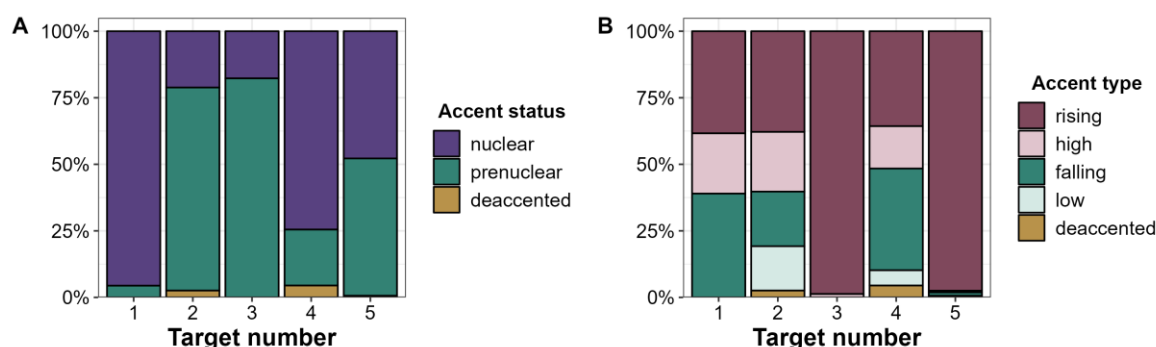 A
100%
75%
50%
25%
0%
1 2 3 4 5
Target number
Accent status
nuclear
prenuclear
deaccented
B
100%
75%
50%
25%
0%
1 2 3 4 5
Target number
Accent type
rising
high
falling
low
deaccented